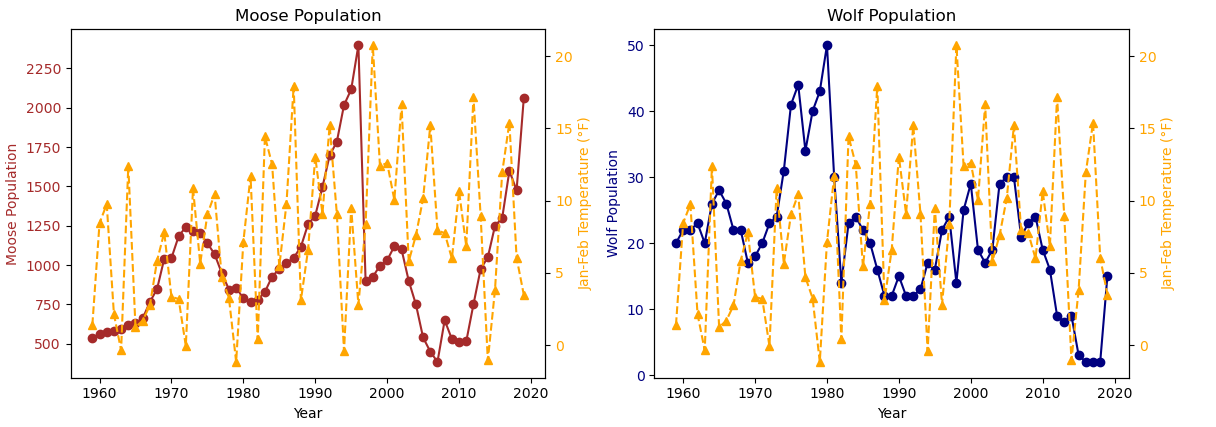 Moose Population
Moose Population
2250
2000
1750
1500
1250
1000
750
500
20
15
10
5
0
Jan-Feb Temperature (°F)
1960 1970 1980 1990 2000 2010 2020
Year
Wolf Population
Wolf Population
50
40
30
20
10
0
20
15
10
5
0
Jan-Feb Temperature (°F)
1960 1970 1980 1990 2000 2010 2020
Year